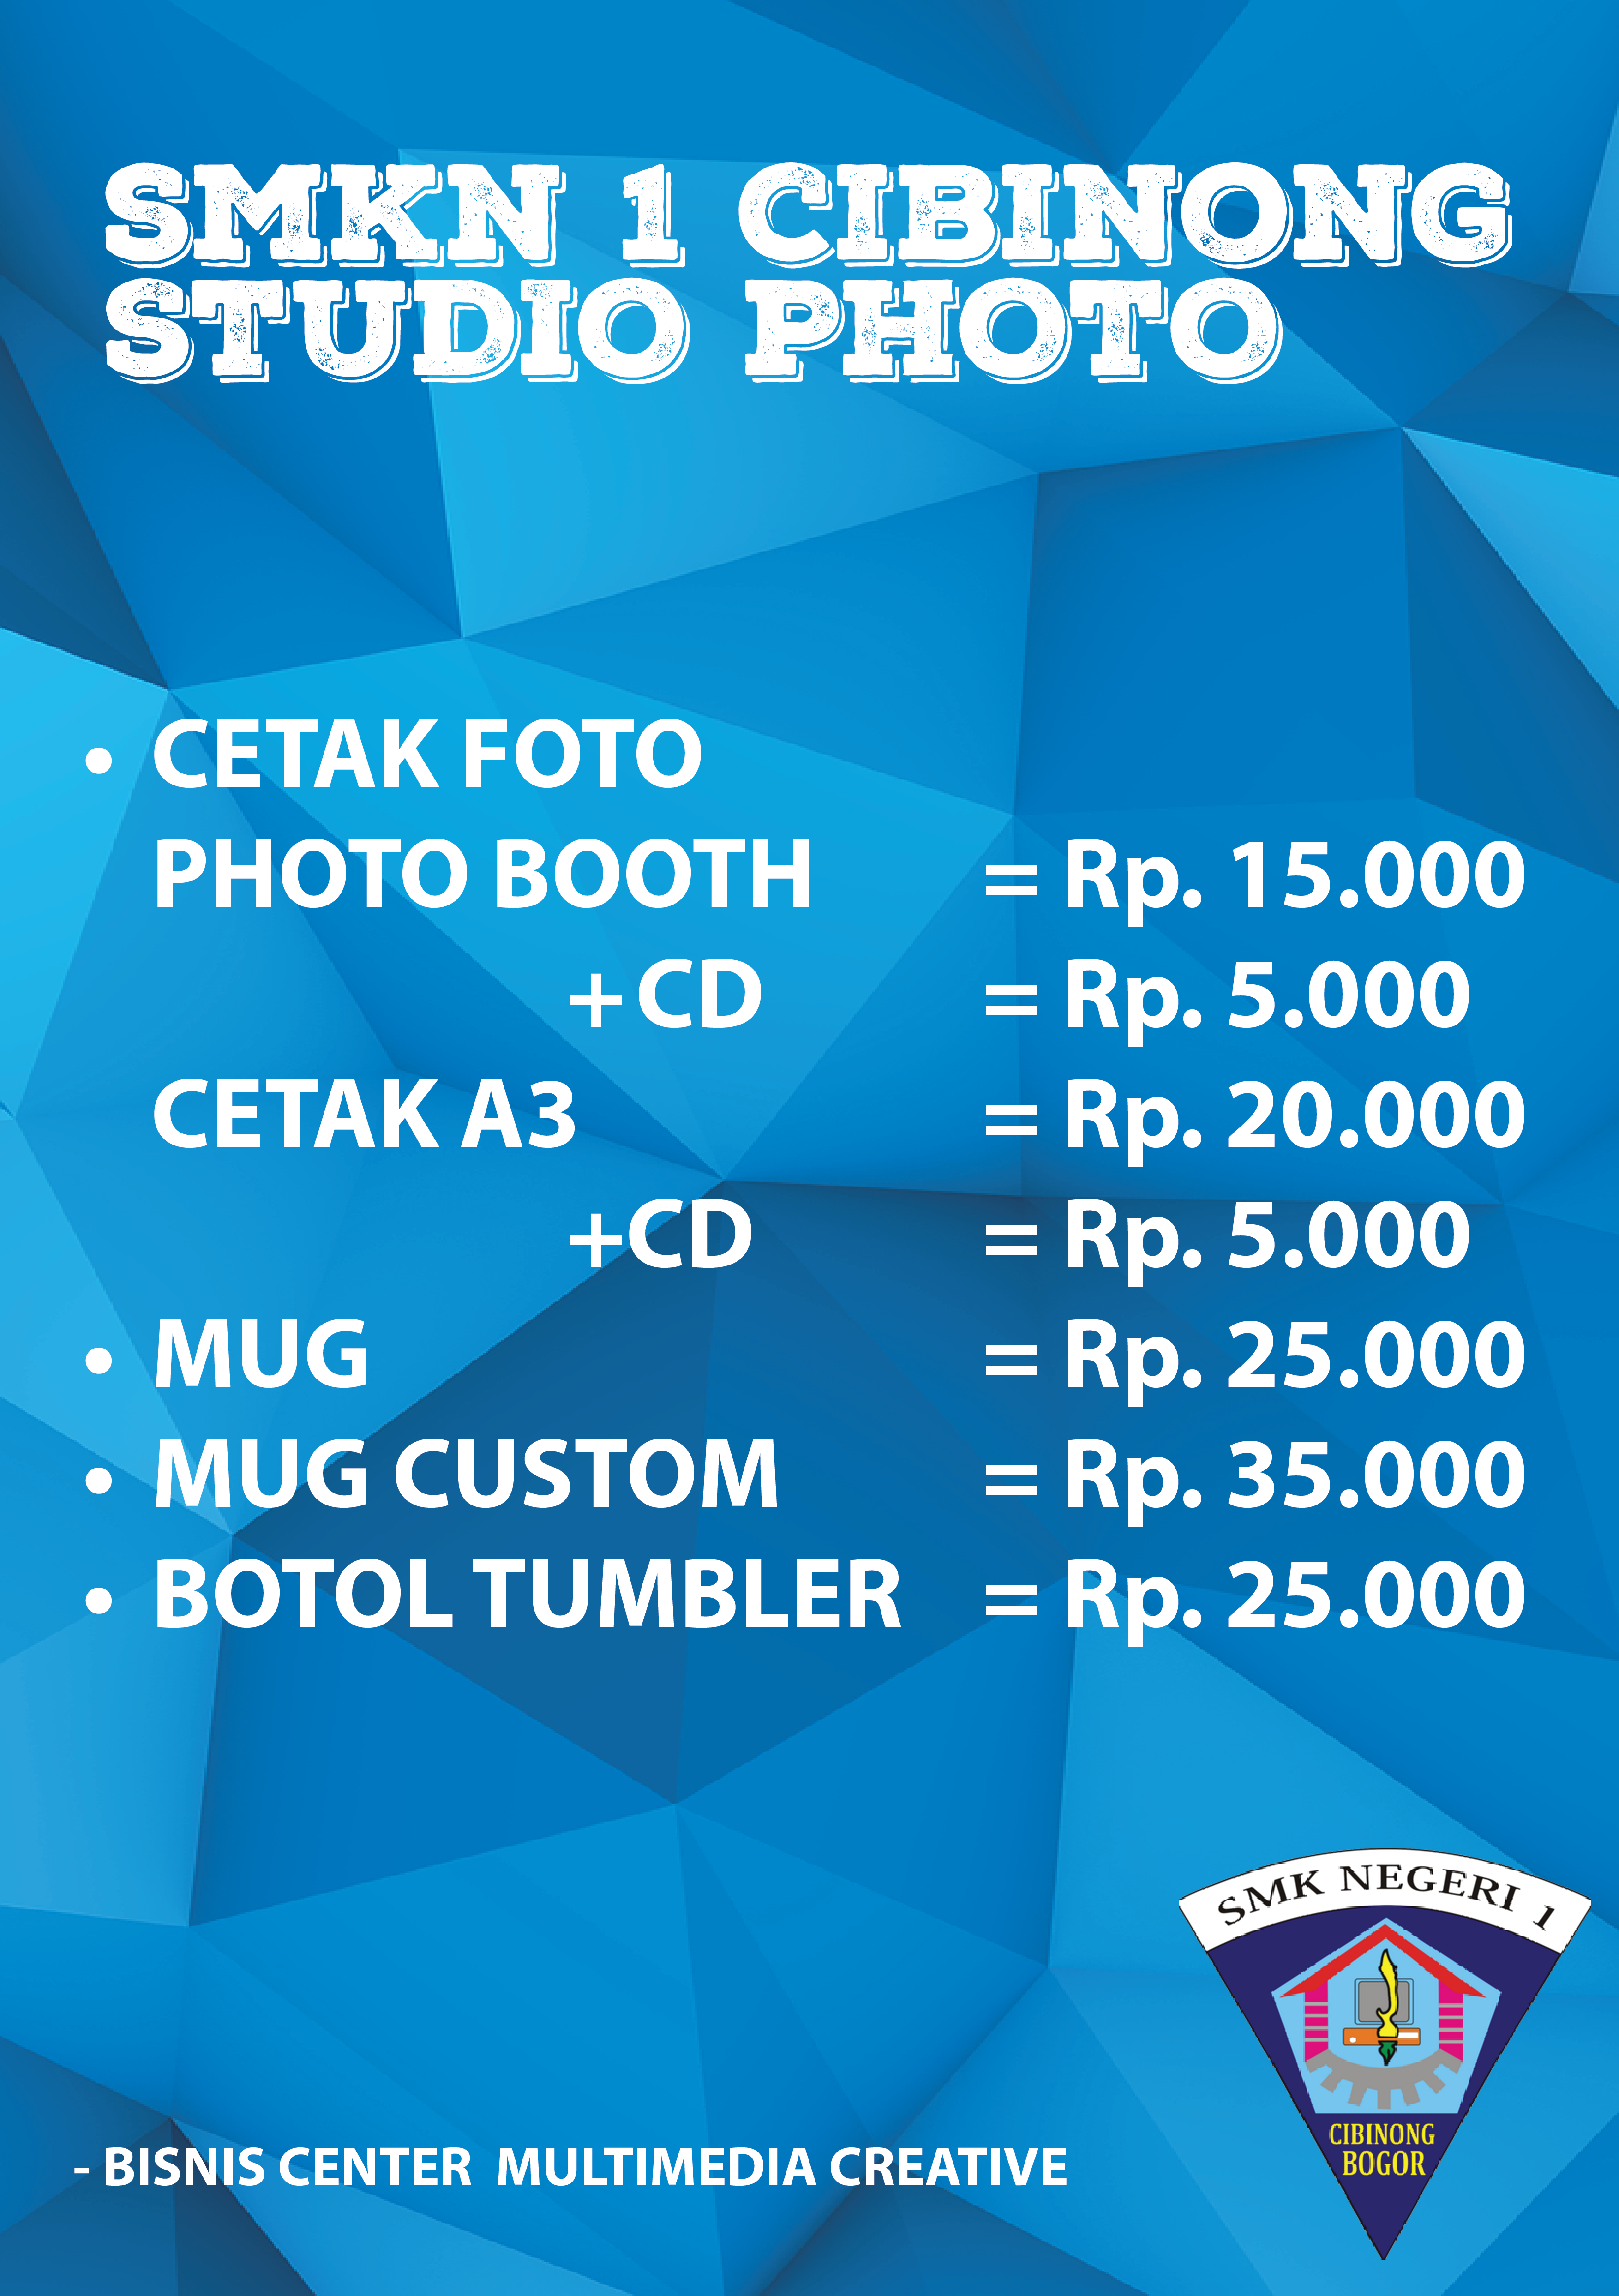 SMKN 1 CIBINONG
STUDIO PHOTO
• CETAK FOTO
PHOTO BOOTH = Rp. 15.000
+ CD = Rp. 5.000
CETAK A3 = Rp. 20.000
+CD = Rp. 5.000
• MUG = Rp. 25.000
• MUG CUSTOM = Rp. 35.000
• BOTOL TUMBLER = Rp. 25.000
SMK NEGERI 1
CIBINONG
BOGOR
- BISNIS CENTER MULTIMEDIA CREATIVE